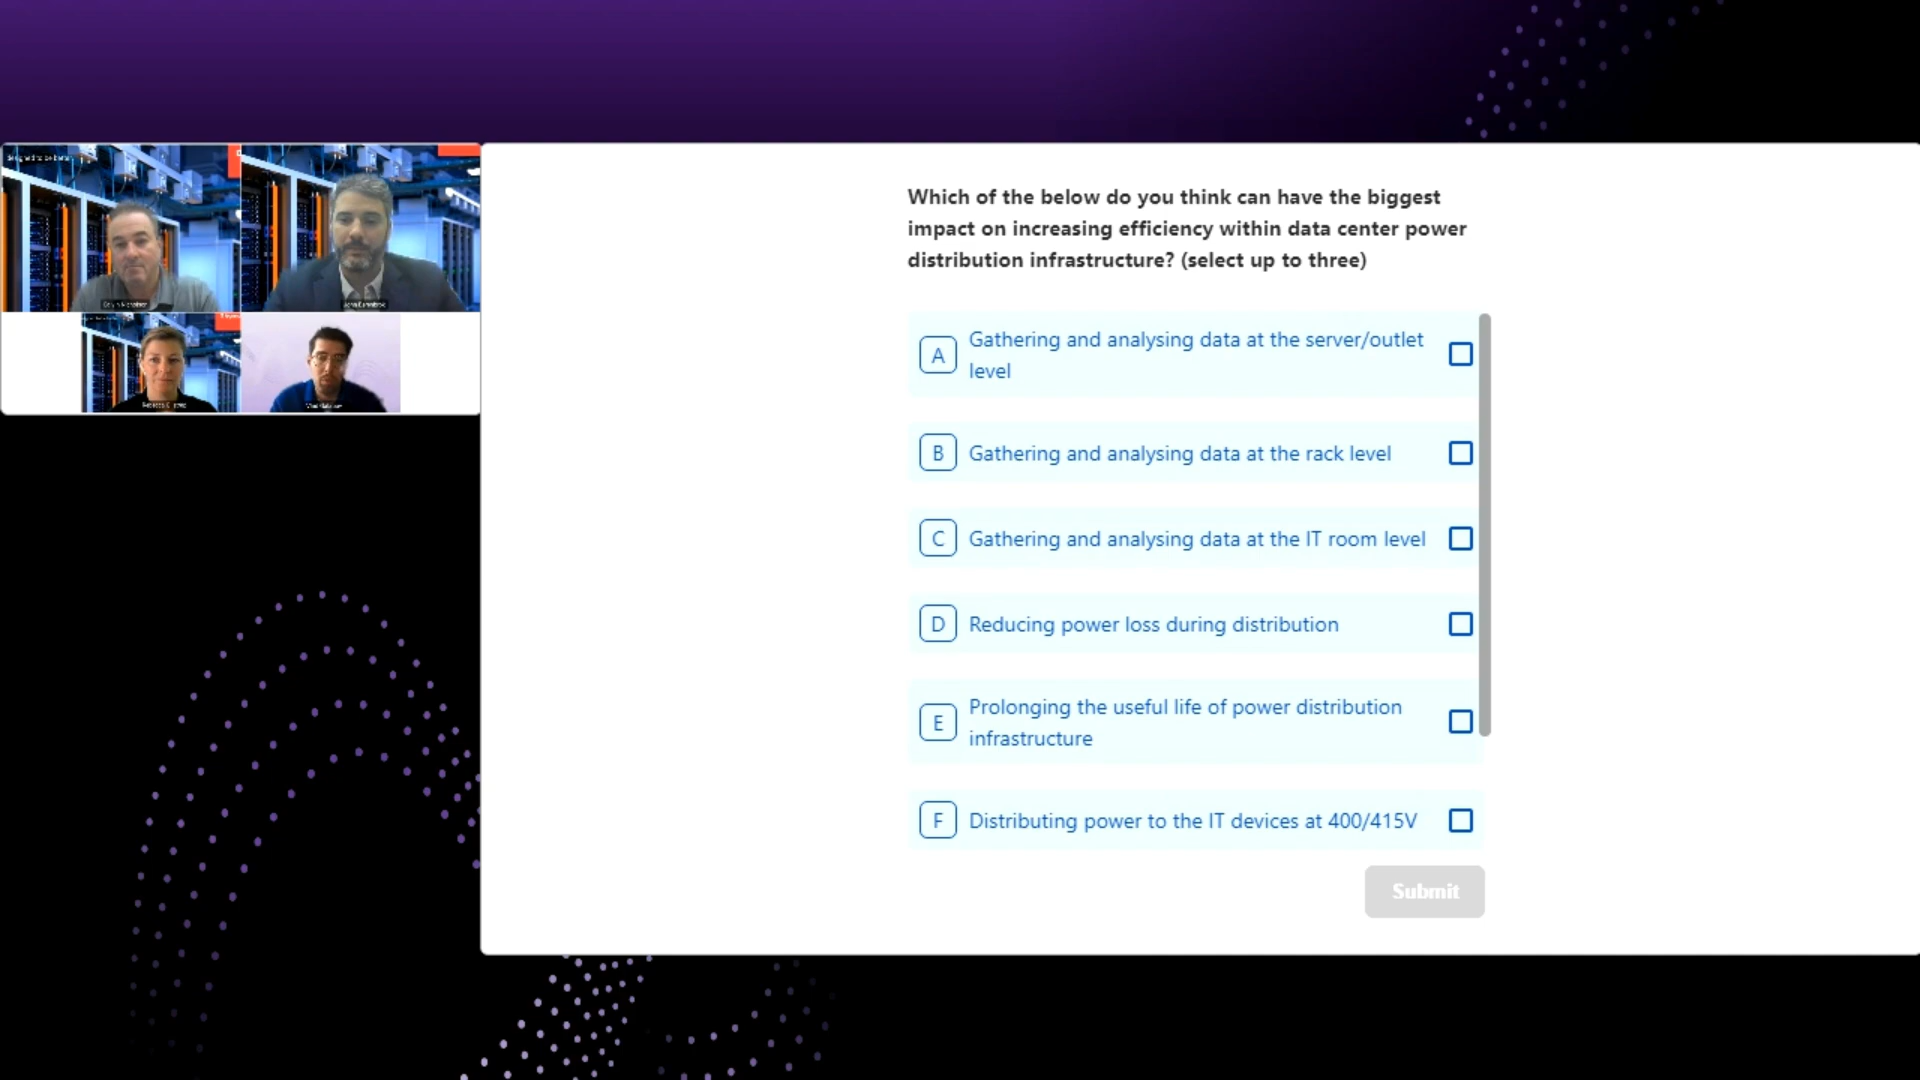 Which of the below do you think can have the biggest
impact on increasing efficiency within data center power
distribution infrastructure? (select up to three)
A
Gathering and analysing data at the server/outlet
level
B
Gathering and analysing data at the rack level
C
Gathering and analysing data at the IT room level
D
Reducing power loss during distribution
E
Prolonging the useful life of power distribution
infrastructure
F
Distributing power to the IT devices at 400/415V
Submit